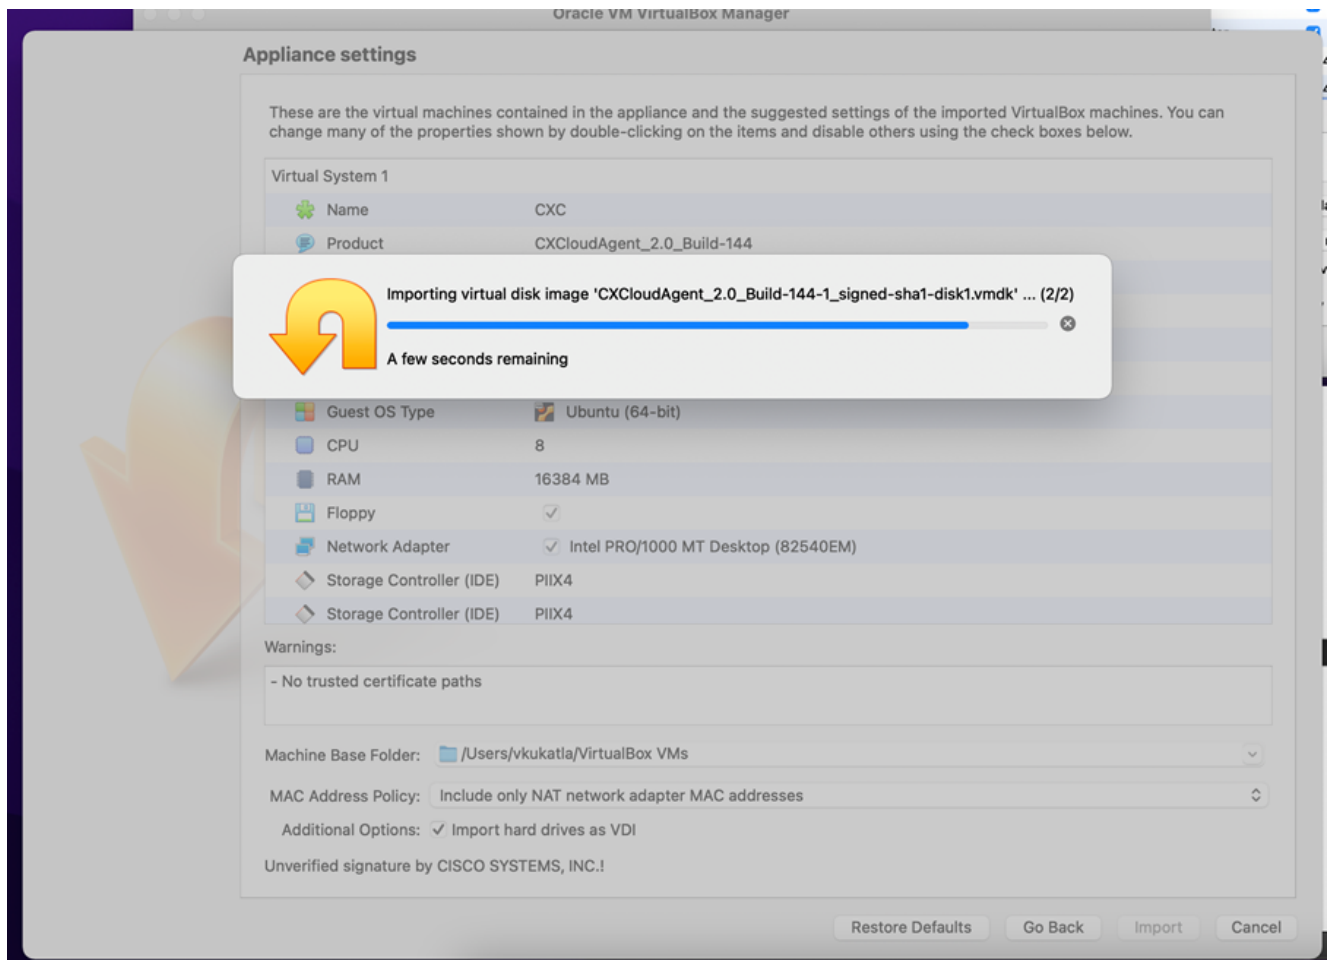 Oracle VM VirtualBox Manager
Appliance settings
These are the virtual machines contained in the appliance and the suggested settings of the imported VirtualBox machines. You can
change many of the properties shown by double-clicking on the items and disable others using the check boxes below.
Virtual System 1
Name CXC
Product CXCloudAgent_2.0_Build-144
Importing virtual disk image 'CXCloudAgent_2.0_Build-144-1_signed-sha1-disk1.vmdk' ... (2/2)
A few seconds remaining
Guest OS Type Ubuntu (64-bit)
CPU 8
RAM 16384 MB
Floppy
Network Adapter Intel PRO/1000 MT Desktop (82540EM)
Storage Controller (IDE) PIIX4
Storage Controller (IDE) PIIX4
Warnings:
- No trusted certificate paths
Machine Base Folder: /Users/vkukatla/VirtualBox VMs
MAC Address Policy: Include only NAT network adapter MAC addresses
Additional Options: Import hard drives as VDI
Unverified signature by CISCO SYSTEMS, INC.!
Restore Defaults Go Back Import Cancel